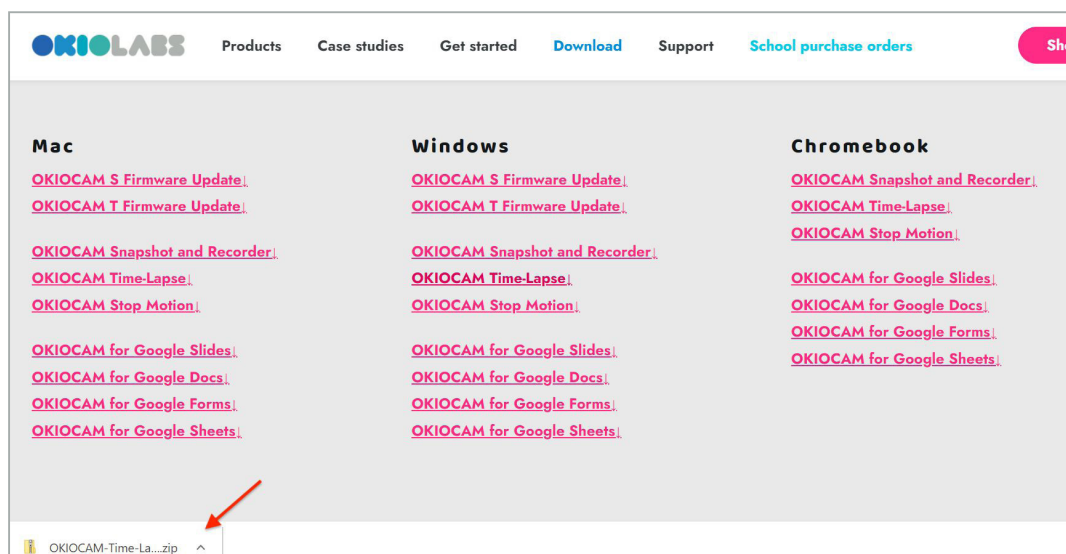 OKIOLABS Products Case studies Get started Download Support School purchase orders
Mac
OKIOCAM S Firmware Update↓
OKIOCAM T Firmware Update↓
OKIOCAM Snapshot and Recorder↓
OKIOCAM Time-Lapse↓
OKIOCAM Stop Motion↓
OKIOCAM for Google Slides↓
OKIOCAM for Google Docs↓
OKIOCAM for Google Forms↓
OKIOCAM for Google Sheets↓
Windows
OKIOCAM S Firmware Update↓
OKIOCAM T Firmware Update↓
OKIOCAM Snapshot and Recorder↓
OKIOCAM Time-Lapse↓
OKIOCAM Stop Motion↓
OKIOCAM for Google Slides↓
OKIOCAM for Google Docs↓
OKIOCAM for Google Forms↓
OKIOCAM for Google Sheets↓
Chromebook
OKIOCAM Snapshot and Recorder↓
OKIOCAM Time-Lapse↓
OKIOCAM Stop Motion↓
OKIOCAM for Google Slides↓
OKIOCAM for Google Docs↓
OKIOCAM for Google Forms↓
OKIOCAM for Google Sheets↓
OKIOCAM-Time-La....zip